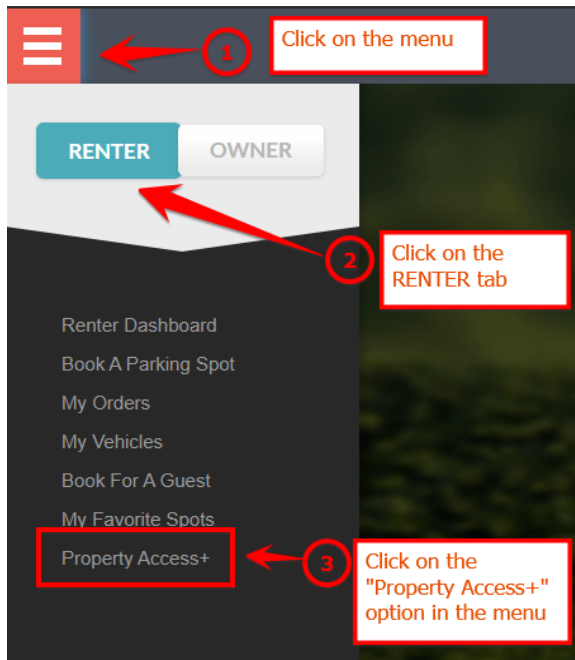 1
Click on the menu
RENTER
OWNER
2
Click on the
RENTER tab
Renter Dashboard
Book A Parking Spot
My Orders
My Vehicles
Book For A Guest
My Favorite Spots
Property Access+
3
Click on the
"Property Access+"
option in the menu